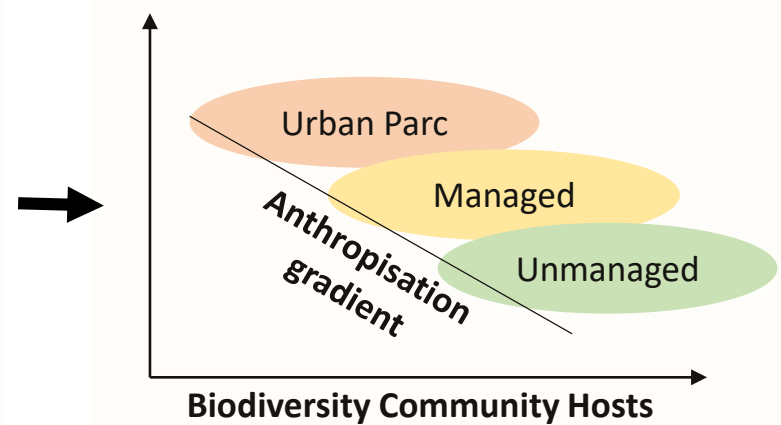 Urban Parc
Managed
Unmanaged
Anthropisation
gradient
Biodiversity Community Hosts